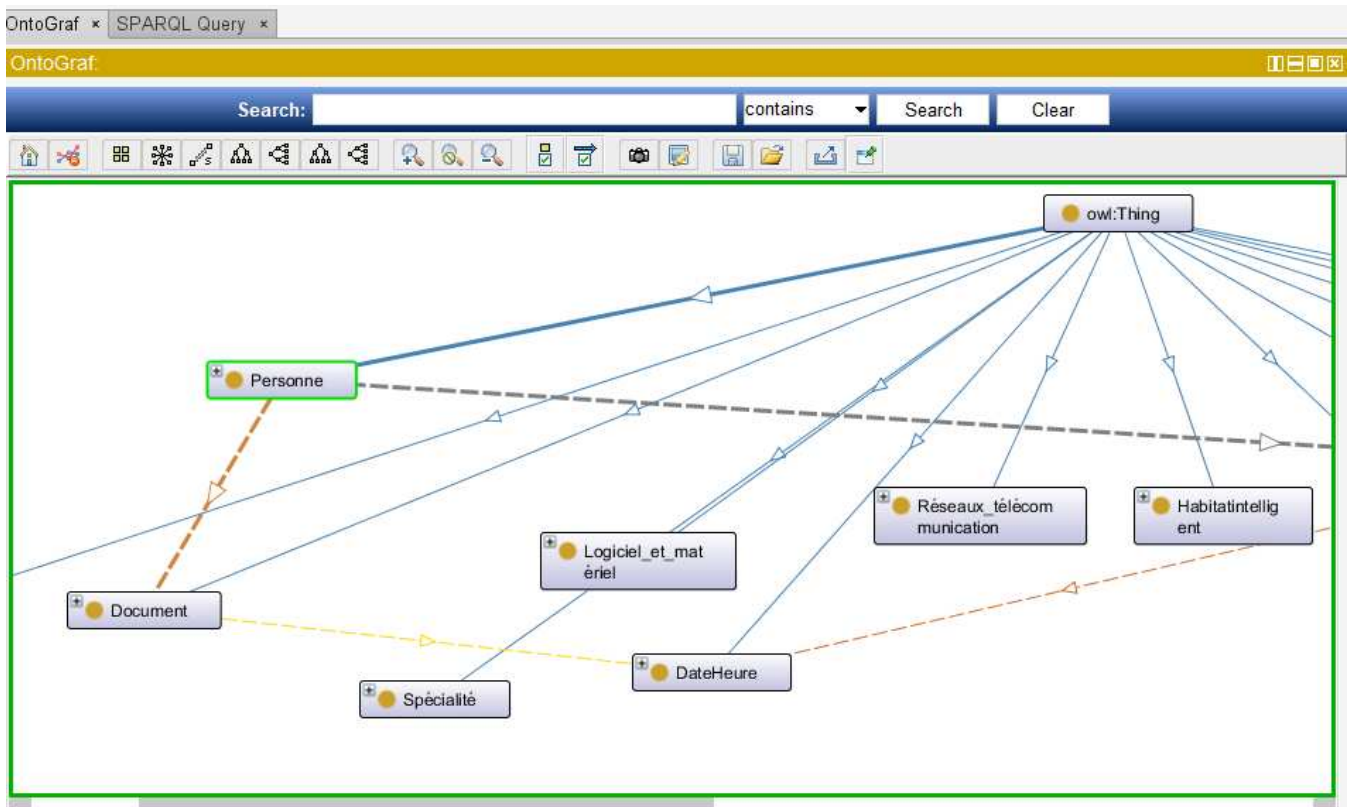 OntoGraf × SPARQL Query ×
OntoGraf:
Search: contains Search Clear
owl:Thing
Personne
Réseaux_télécom
munication
Habitatintellig
ent
Logiciel_et_mat
ériel
Document
DateHeure
Spécialité